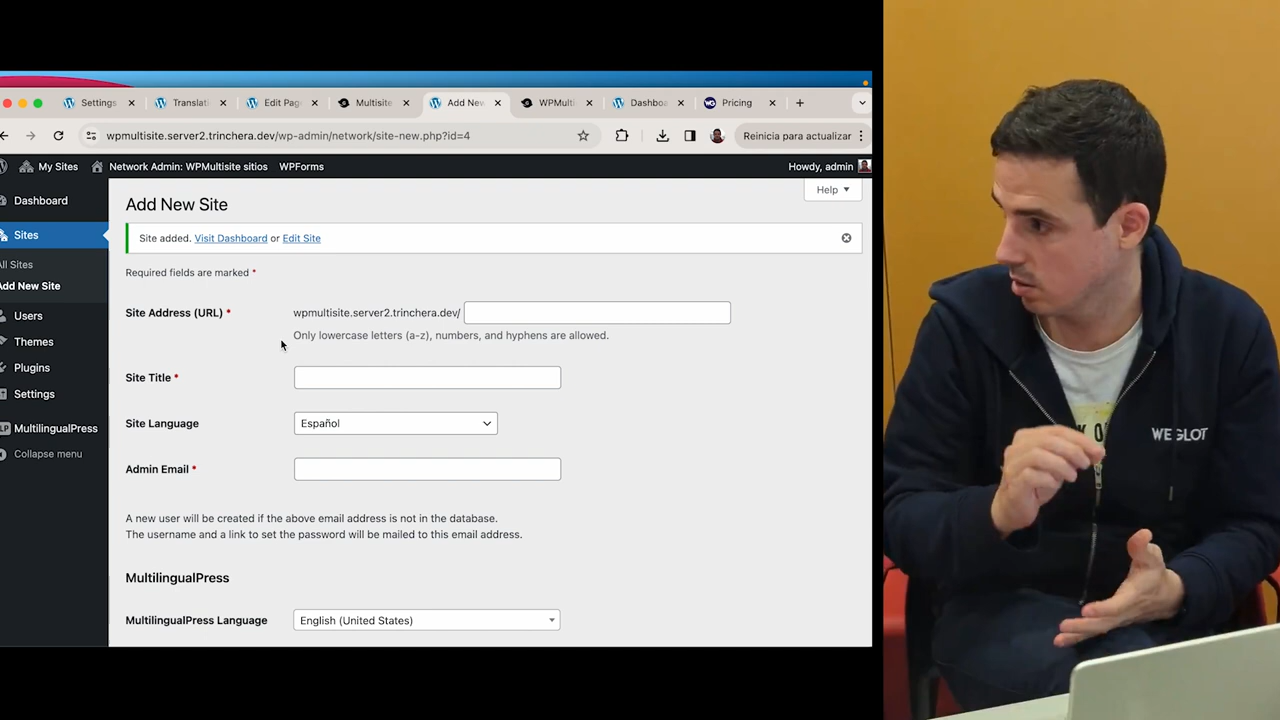 Settings
Translati
Edit Pag
Multisite
Add New
WPMulti
Dashboa
Pricing
wpmultisite.server2.trinchera.dev/wp-admin/network/site-new.php?id=4
Reinicia para actualizar
My Sites
Network Admin: WPMultisite sitios
WPForms
Howdy, admin
Dashboard
Sites
All Sites
Add New Site
Users
Themes
Plugins
Settings
MultilingualPress
Collapse menu
Help
Add New Site
Site added. Visit Dashboard or Edit Site
Required fields are marked *
Site Address (URL) * wpmultisite.server2.trinchera.dev/
Only lowercase letters (a-z), numbers, and hyphens are allowed.
Site Title *
Site Language Español
Admin Email *
A new user will be created if the above email address is not in the database.
The username and a link to set the password will be mailed to this email address.
MultilingualPress
MultilingualPress Language English (United States)
WEGLOT